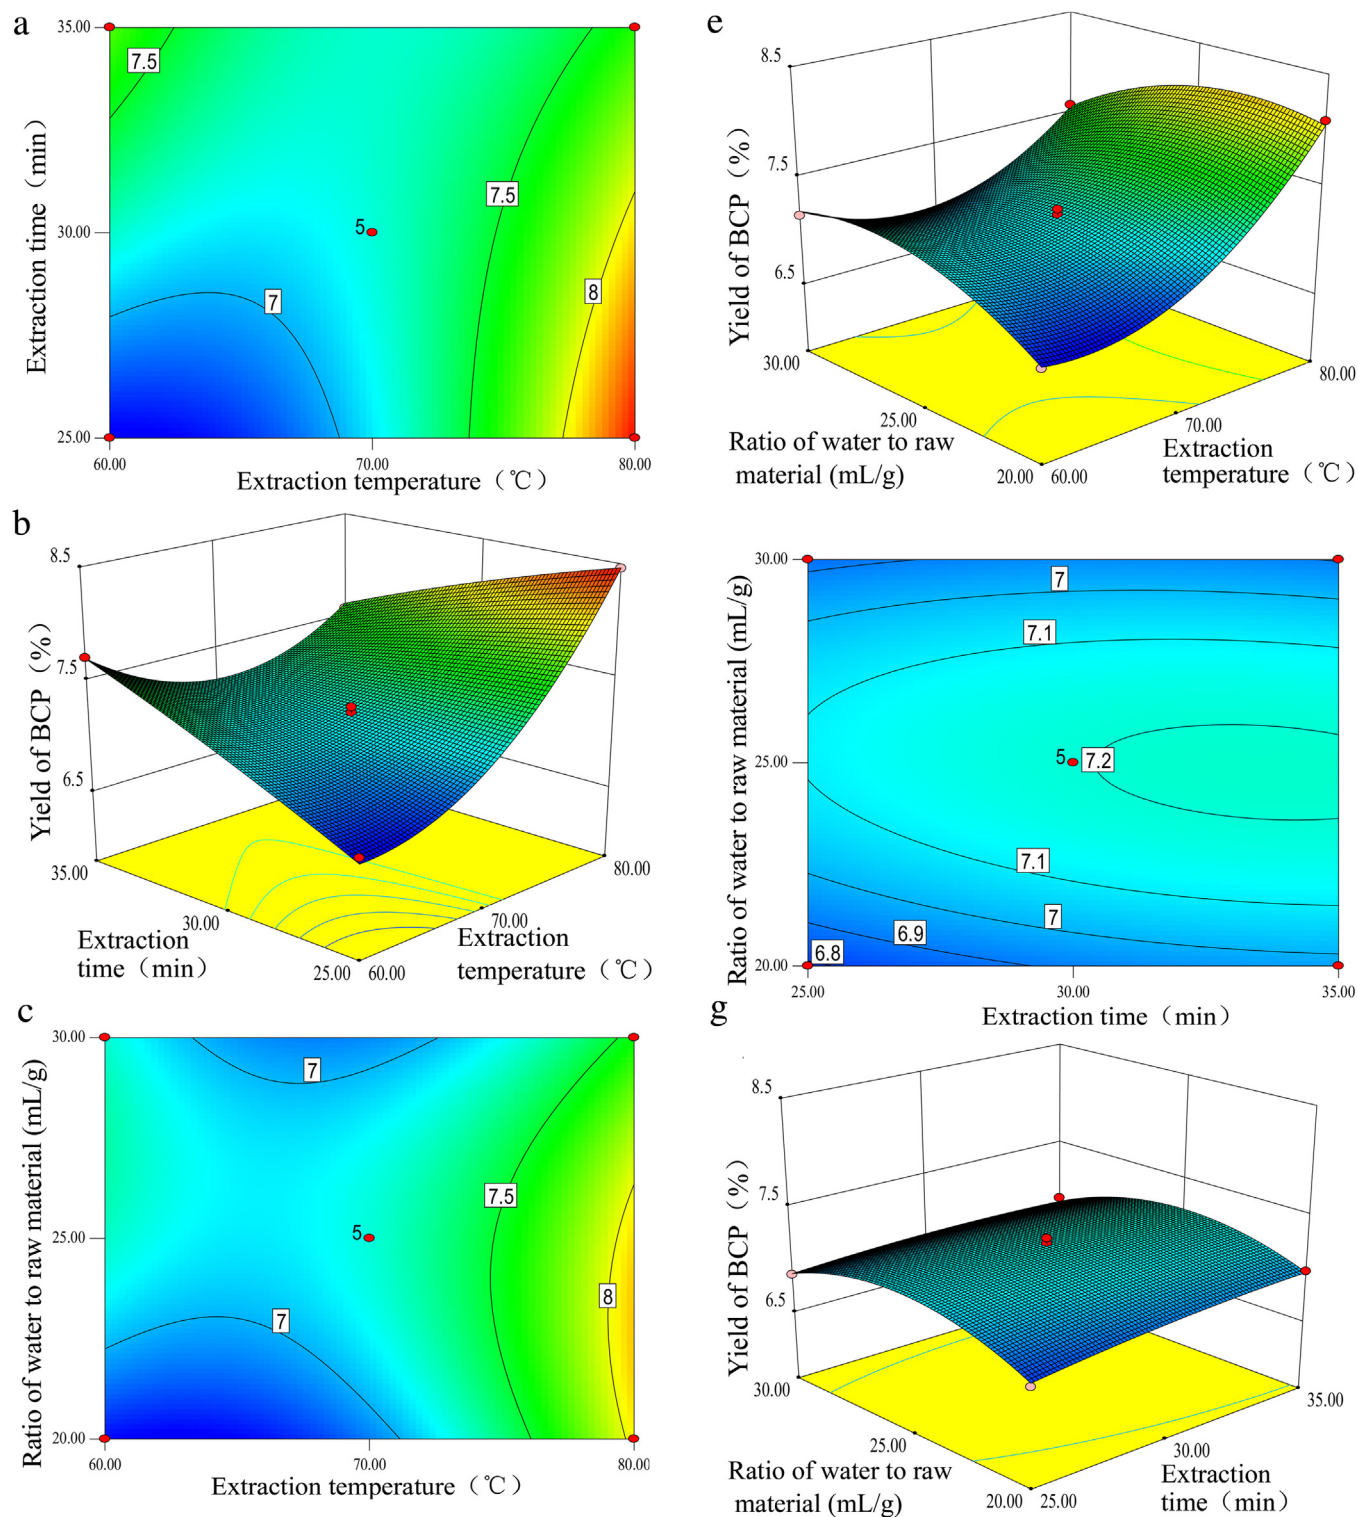 a
35.00
30.00
25.00
Extraction time（min）
7.5
7.5
5
7
8
60.00
70.00
80.00
Extraction temperature（℃）
b
8.5
7.5
6.5
Yield of BCP（%）
35.00
30.00
25.00
Extraction
time（min）
60.00
70.00
80.00
Extraction
temperature（℃）
c
30.00
25.00
20.00
Ratio of water to raw material (mL/g)
7
7.5
5
8
7
60.00
70.00
80.00
Extraction temperature（℃）
e
8.5
7.5
6.5
Yield of BCP（%）
30.00
25.00
20.00
Ratio of water to raw
material (mL/g)
60.00
70.00
80.00
Extraction
temperature（℃）
30.00
25.00
20.00
Ratio of water to raw material (mL/g)
7
7.1
5
7.2
7.1
7
6.9
6.8
25.00
30.00
35.00
Extraction time（min）
g
8.5
7.5
6.5
Yield of BCP（%）
30.00
25.00
20.00
Ratio of water to raw
material (mL/g)
25.00
30.00
35.00
Extraction
time（min）